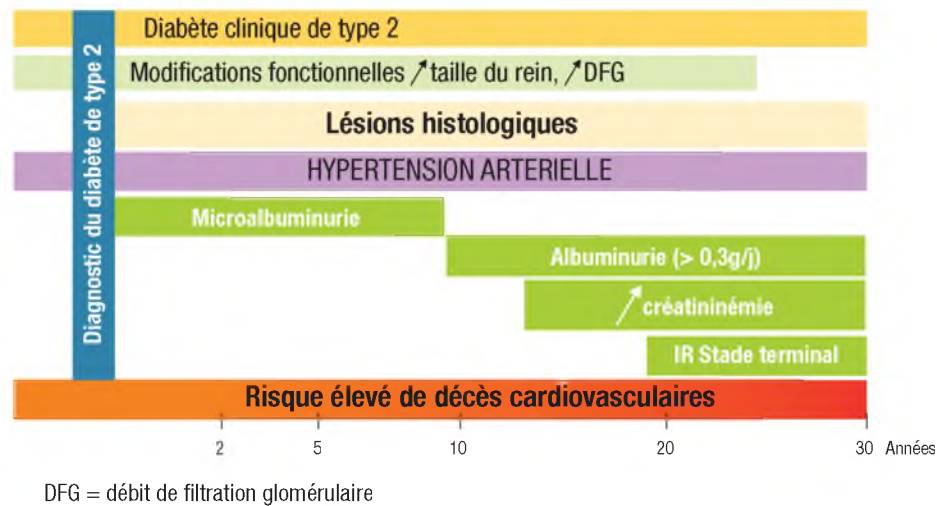 Diabète clinique de type 2
Diagnostic du diabète de type 2
Modifications fonctionnelles ↗ taille du rein, ↗ DFG
Lésions histologiques
HYPERTENSION ARTERIELLE
Microalbuminurie
Albuminurie (> 0,3g/j)
↗ créatininémie
IR Stade terminal
Risque élevé de décès cardiovasculaires
2 5 10 20 30 Années
DFG = débit de filtration glomérulaire